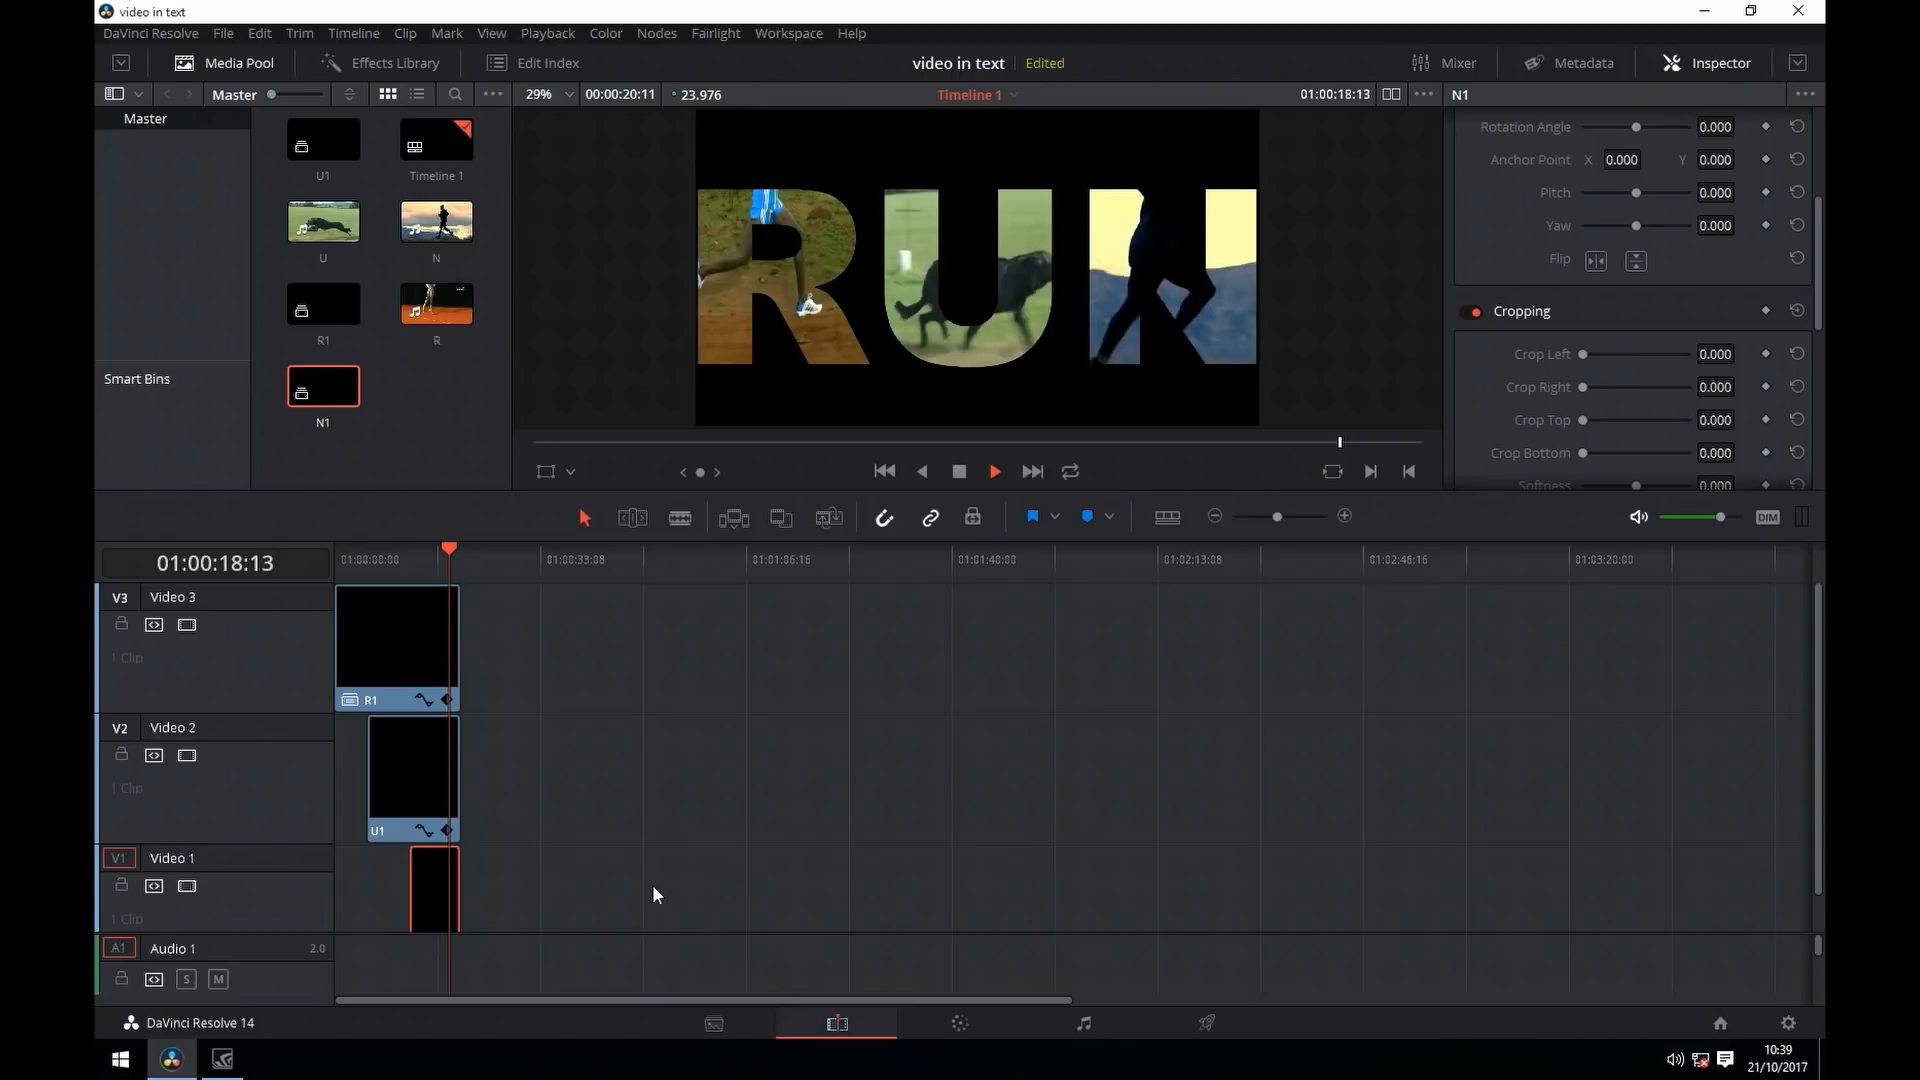 video in text
DaVinci Resolve File Edit Trim Timeline Clip Mark View Playback Color Nodes Fairlight Workspace Help
Media Pool Effects Library Edit Index video in text Edited Mixer Metadata Inspector
Master 29% 00:00:20:11 23.976 Timeline 1 01:00:18:13 N1
Master
U1 Timeline 1
U N
R1 R
N1
Smart Bins
RUN
Rotation Angle 0.000
Anchor Point X 0.000 Y 0.000
Pitch 0.000
Yaw 0.000
Flip
Cropping
Crop Left 0.000
Crop Right 0.000
Crop Top 0.000
Crop Bottom 0.000
Softness 0.000
DIM
01:00:18:13 01:00:00:00 01:00:33:08 01:01:06:16 01:01:40:00 01:02:13:08 01:02:46:16 01:03:20:00
V3 Video 3
1 Clip
R1
V2 Video 2
1 Clip
U1
V1 Video 1
1 Clip
A1 Audio 1 2.0
S M
DaVinci Resolve 14
10:39
21/10/2017